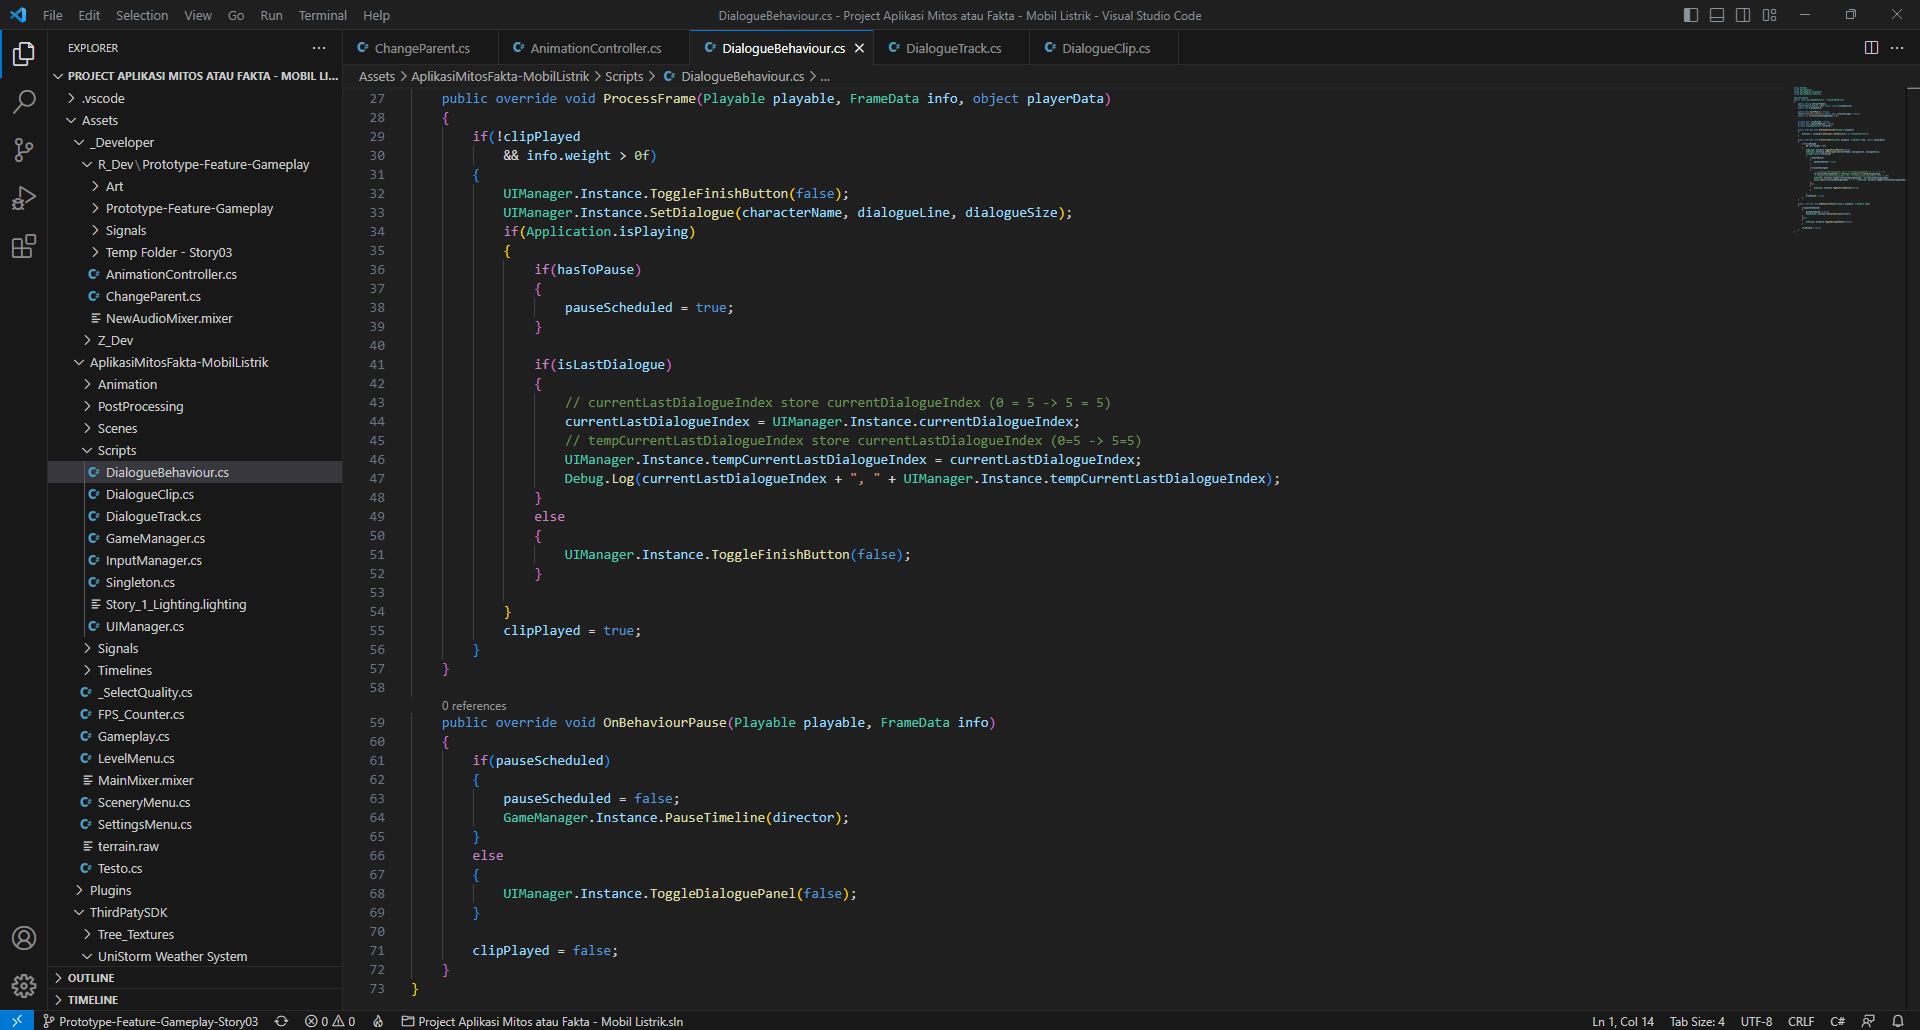 File Edit Selection View Go Run Terminal Help
DialogueBehaviour.cs - Project Aplikasi Mitos atau Fakta - Mobil Listrik - Visual Studio Code
EXPLORER
PROJECT APLIKASI MITOS ATAU FAKTA - MOBIL LI...
.vscode
Assets
_Developer
R_Dev\Prototype-Feature-Gameplay
Art
Prototype-Feature-Gameplay
Signals
Temp Folder - Story03
AnimationController.cs
ChangeParent.cs
NewAudioMixer.mixer
Z_Dev
AplikasiMitosFakta-MobilListrik
Animation
PostProcessing
Scenes
Scripts
DialogueBehaviour.cs
DialogueClip.cs
DialogueTrack.cs
GameManager.cs
InputManager.cs
Singleton.cs
Story_1_Lighting.lighting
UIManager.cs
Signals
Timelines
_SelectQuality.cs
FPS_Counter.cs
Gameplay.cs
LevelMenu.cs
MainMixer.mixer
SceneryMenu.cs
SettingsMenu.cs
terrain.raw
Testo.cs
Plugins
ThirdPatySDK
Tree_Textures
UniStorm Weather System
OUTLINE
TIMELINE
ChangeParent.cs AnimationController.cs DialogueBehaviour.cs DialogueTrack.cs DialogueClip.cs
Assets > AplikasiMitosFakta-MobilListrik > Scripts > DialogueBehaviour.cs > ...
27 public override void ProcessFrame(Playable playable, FrameData info, object playerData)
28 {
29 if(!clipPlayed
30 && info.weight > 0f)
31 {
32 UIManager.Instance.ToggleFinishButton(false);
33 UIManager.Instance.SetDialogue(characterName, dialogueLine, dialogueSize);
34 if(Application.isPlaying)
35 {
36 if(hasToPause)
37 {
38 pauseScheduled = true;
39 }
40
41 if(isLastDialogue)
42 {
43 // currentLastDialogueIndex store currentDialogueIndex (0 = 5 -> 5 = 5)
44 currentLastDialogueIndex = UIManager.Instance.currentDialogueIndex;
45 // tempCurrentLastDialogueIndex store currentLastDialogueIndex (0=5 -> 5=5)
46 UIManager.Instance.tempCurrentLastDialogueIndex = currentLastDialogueIndex;
47 Debug.Log(currentLastDialogueIndex + ", " + UIManager.Instance.tempCurrentLastDialogueIndex);
48 }
49 else
50 {
51 UIManager.Instance.ToggleFinishButton(false);
52 }
53
54 }
55 clipPlayed = true;
56 }
57 }
58
0 references
59 public override void OnBehaviourPause(Playable playable, FrameData info)
60 {
61 if(pauseScheduled)
62 {
63 pauseScheduled = false;
64 GameManager.Instance.PauseTimeline(director);
65 }
66 else
67 {
68 UIManager.Instance.ToggleDialoguePanel(false);
69 }
70
71 clipPlayed = false;
72 }
73 }
Prototype-Feature-Gameplay-Story03 0 0 Project Aplikasi Mitos atau Fakta - Mobil Listrik.sln Ln 1, Col 14 Tab Size: 4 UTF-8 CRLF C#